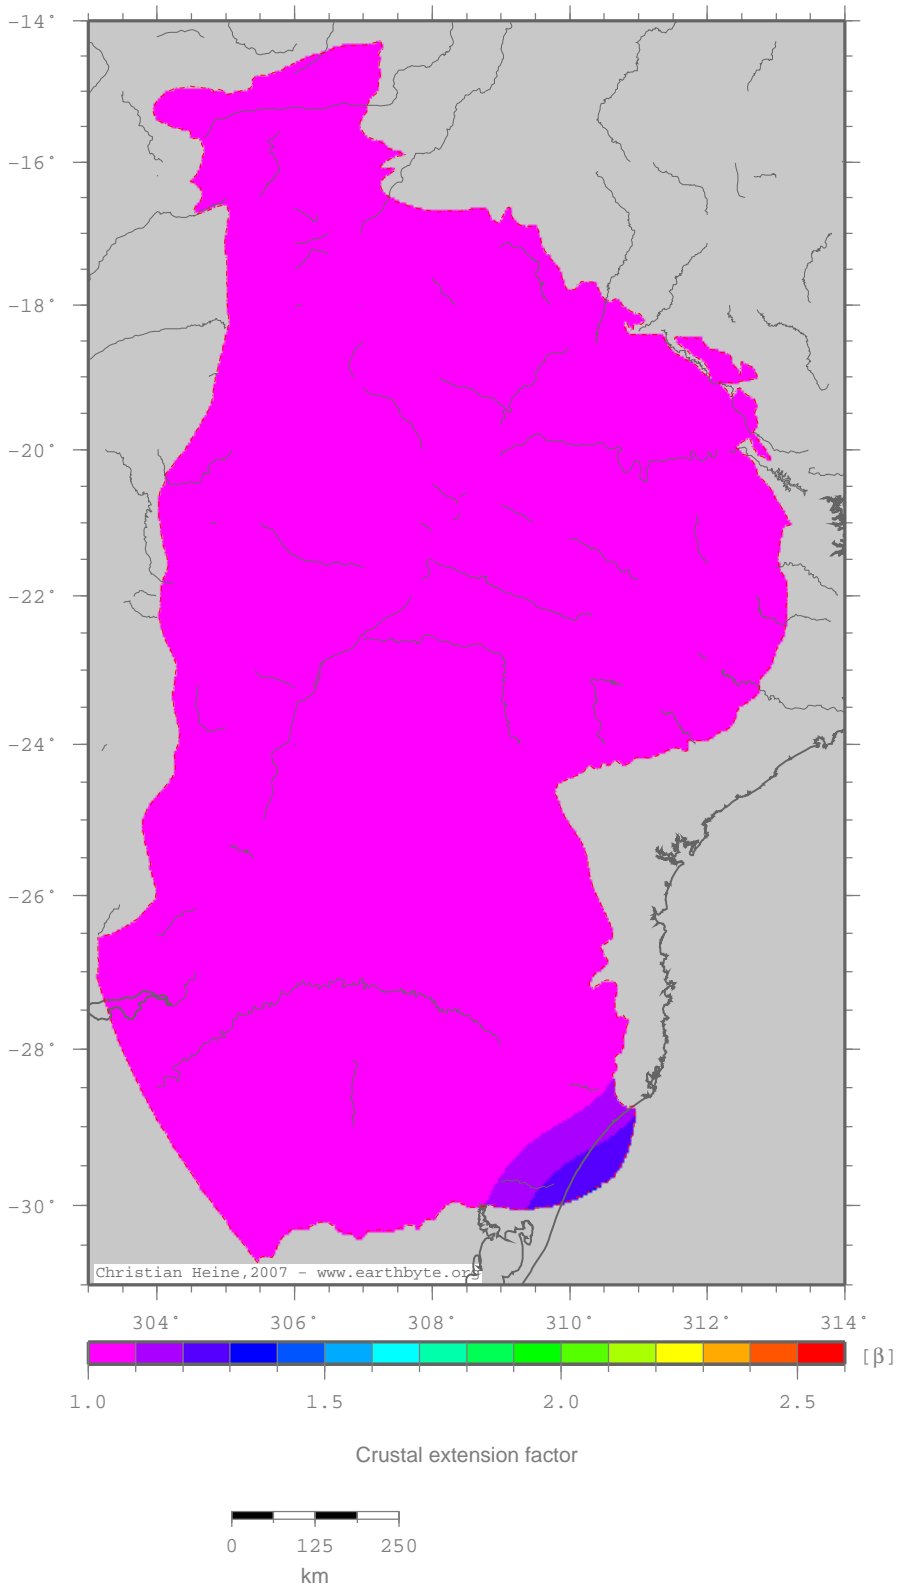 -14°
-16°
-18°
-20°
-22°
-24°
-26°
-28°
-30°
Christian Heine,2007 - www.earthbyte.org
304° 306° 308° 310° 312° 314°
[β]
1.0 1.5 2.0 2.5
Crustal extension factor
0 125 250
km